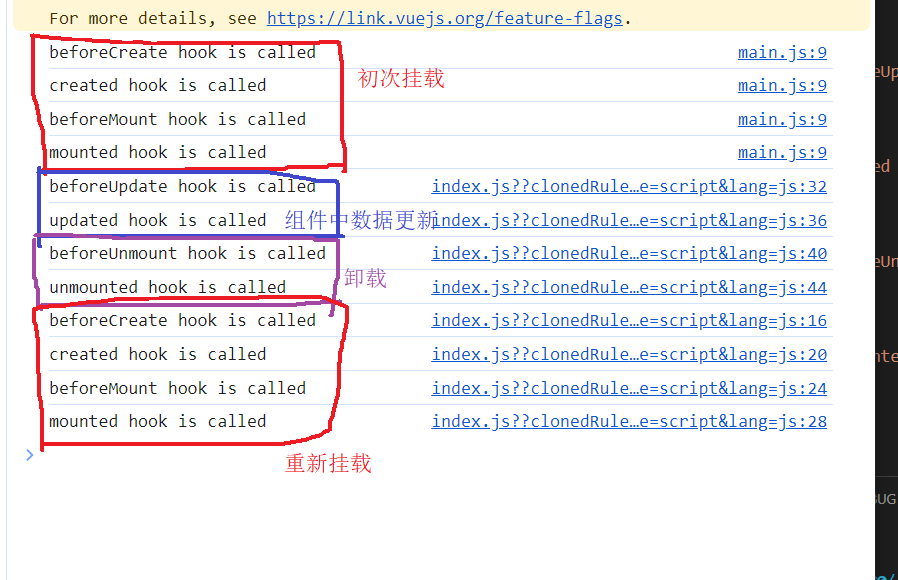 For more details, see https://link.vuejs.org/feature-flags.
beforeCreate hook is called main.js:9
初次挂载
created hook is called main.js:9
beforeMount hook is called main.js:9
mounted hook is called main.js:9
beforeUpdate hook is called index.js??clonedRule…e=script&lang=js:32
updated hook is called 组件中数据更新 index.js??clonedRule…e=script&lang=js:36
beforeUnmount hook is called index.js??clonedRule…e=script&lang=js:40
卸载
unmounted hook is called index.js??clonedRule…e=script&lang=js:44
beforeCreate hook is called index.js??clonedRule…e=script&lang=js:16
created hook is called index.js??clonedRule…e=script&lang=js:20
beforeMount hook is called index.js??clonedRule…e=script&lang=js:24
mounted hook is called index.js??clonedRule…e=script&lang=js:28
重新挂载